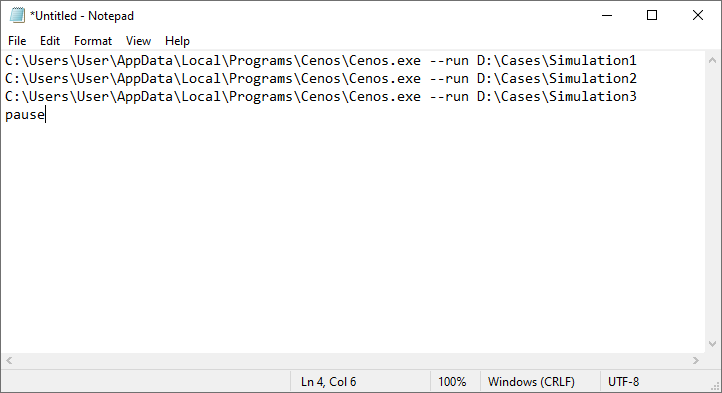 *Untitled - Notepad
File Edit Format View Help
C:\Users\User\AppData\Local\Programs\Cenos\Cenos.exe --run D:\Cases\Simulation1
C:\Users\User\AppData\Local\Programs\Cenos\Cenos.exe --run D:\Cases\Simulation2
C:\Users\User\AppData\Local\Programs\Cenos\Cenos.exe --run D:\Cases\Simulation3
pause
Ln 4, Col 6 100% Windows (CRLF) UTF-8